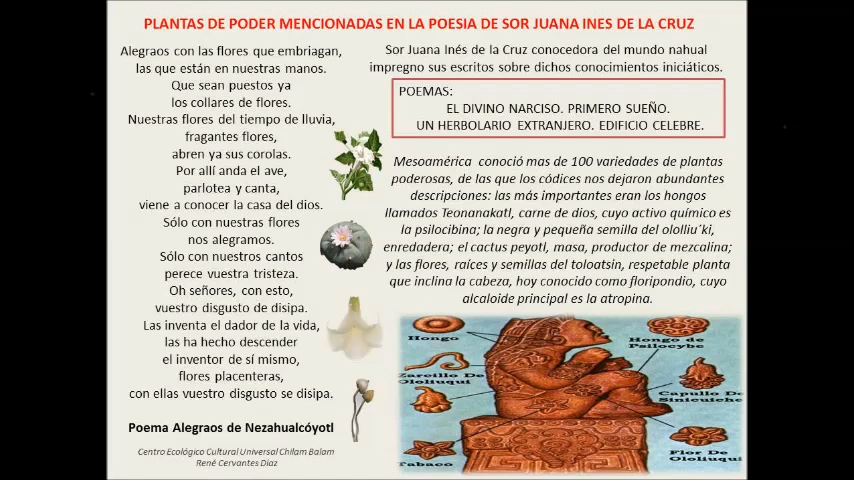 PLANTAS DE PODER MENCIONADAS EN LA POESIA DE SOR JUANA INES DE LA CRUZ
Alegraos con las flores que embriagan,
las que están en nuestras manos.
Que sean puestos ya
los collares de flores.
Nuestras flores del tiempo de lluvia,
fragantes flores,
abren ya sus corolas.
Por allí anda el ave,
parlotea y canta,
viene a conocer la casa del dios.
Sólo con nuestras flores
nos alegramos.
Sólo con nuestros cantos
perece vuestra tristeza.
Oh señores, con esto,
vuestro disgusto de disipa.
Las inventa el dador de la vida,
las ha hecho descender
el inventor de sí mismo,
flores placenteras,
con ellas vuestro disgusto se disipa.
Poema Alegraos de Nezahualcóyotl
Centro Ecológico Cultural Universal Chilam Balam
René Cervantes Díaz
Sor Juana Inés de la Cruz conocedora del mundo nahual
impregno sus escritos sobre dichos conocimientos iniciáticos.
POEMAS:
EL DIVINO NARCISO. PRIMERO SUEÑO.
UN HERBOLARIO EXTRANJERO. EDIFICIO CELEBRE.
Mesoamérica conoció mas de 100 variedades de plantas
poderosas, de las que los códices nos dejaron abundantes
descripciones: las más importantes eran los hongos
llamados Teonanakatl, carne de dios, cuyo activo químico es
la psilocibina; la negra y pequeña semilla del ololliu´ki,
enredadera; el cactus peyotl, masa, productor de mezcalina;
y las flores, raíces y semillas del toloatsin, respetable planta
que inclina la cabeza, hoy conocido como floripondio, cuyo
alcaloide principal es la atropina.
Hongo
Hongo de
Psilocybe
Zarcillo De
Ololiuqui
Capullo De
Sinicuiche
Tabaco
Flor De
Ololiuqui